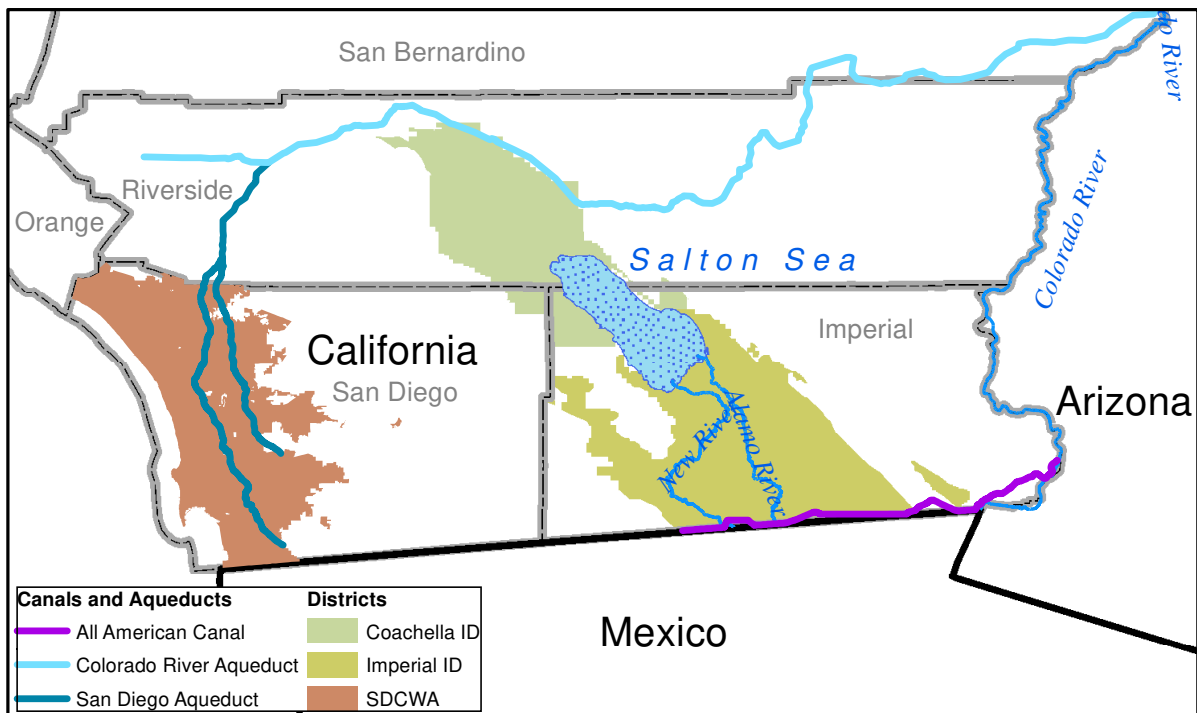 San Bernardino
do River
Riverside
Orange
Colorado River
Salton Sea
California
San Diego
Imperial
Arizona
New River
Alamo River
Mexico
Canals and Aqueducts
All American Canal
Colorado River Aqueduct
San Diego Aqueduct
Districts
Coachella ID
Imperial ID
SDCWA